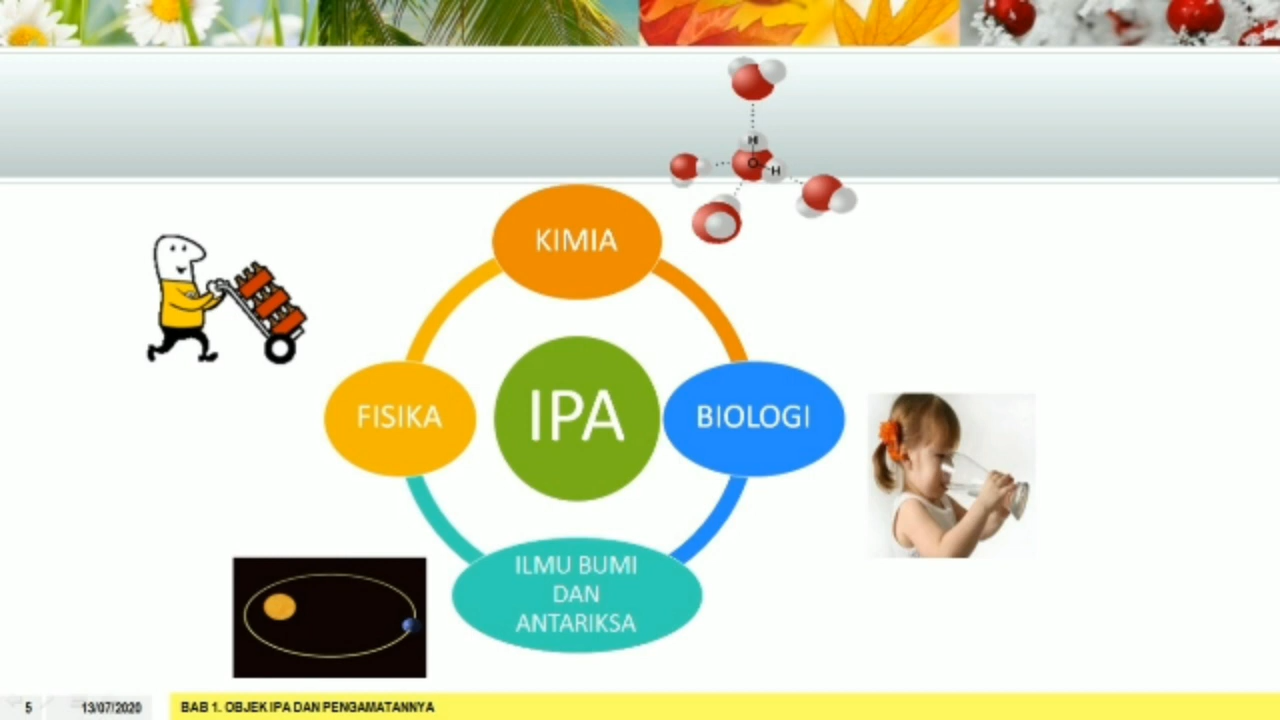 H
O
H
KIMIA
FISIKA
IPA
BIOLOGI
ILMU BUMI
DAN
ANTARIKSA
5
13/07/2020
BAB 1. OBJEK IPA DAN PENGAMATANNYA